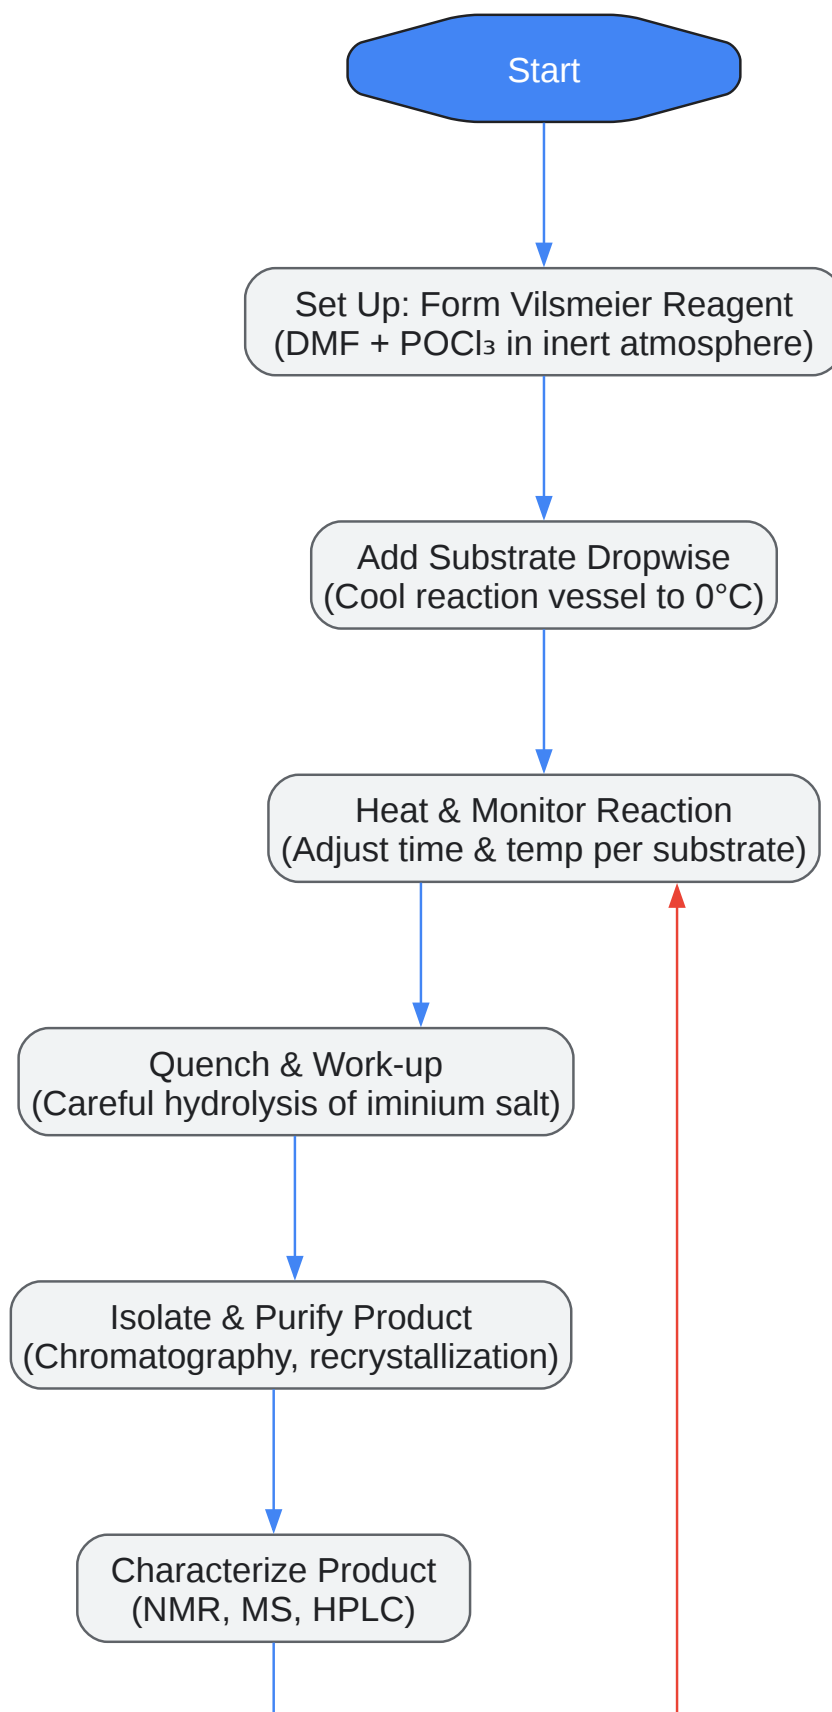 Start
Set Up: Form Vilsmeier Reagent
(DMF + POCl₃ in inert atmosphere)
Add Substrate Dropwise
(Cool reaction vessel to 0°C)
Heat & Monitor Reaction
(Adjust time & temp per substrate)
Quench & Work-up
(Careful hydrolysis of iminium salt)
Isolate & Purify Product
(Chromatography, recrystallization)
Characterize Product
(NMR, MS, HPLC)